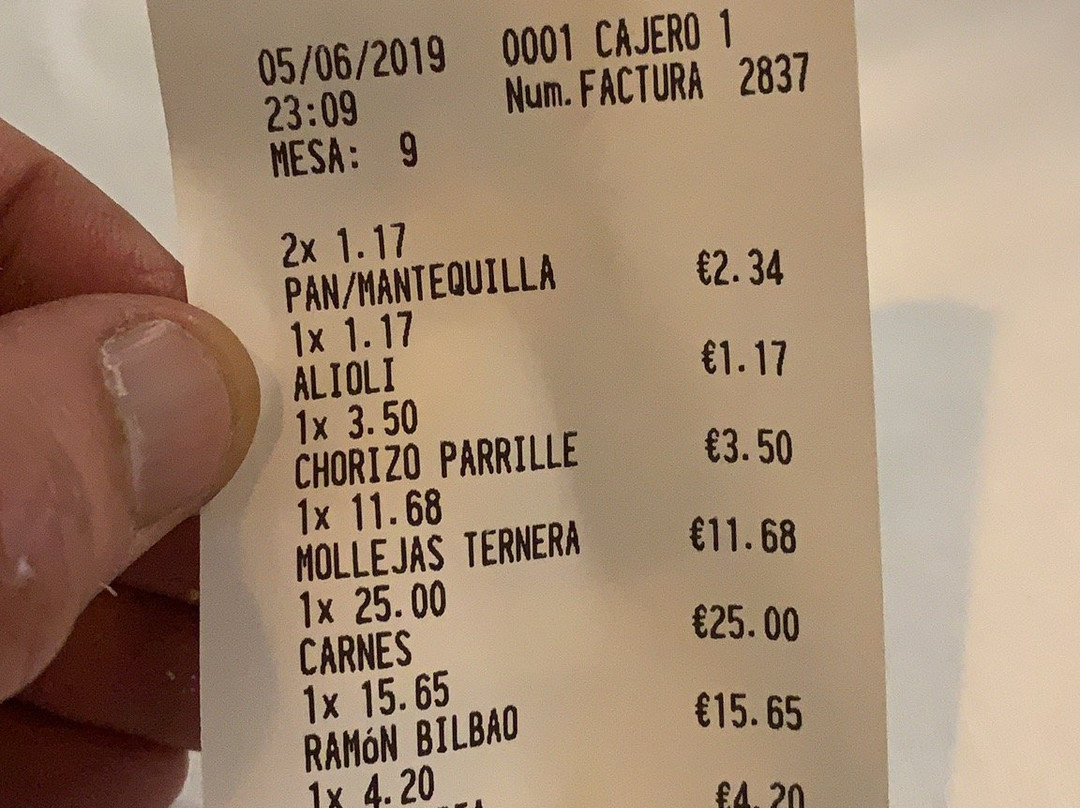 05/06/2019 0001 CAJERO 1
23:09 Num. FACTURA 2837
MESA: 9
2x 1.17
PAN/MANTEQUILLA €2.34
1x 1.17
ALIOLI €1.17
1x 3.50
CHORIZO PARRILLE €3.50
1x 11.68
MOLLEJAS TERNERA €11.68
1x 25.00
CARNES €25.00
1x 15.65
RAMÓN BILBAO €15.65
1x 4.20
€4.20